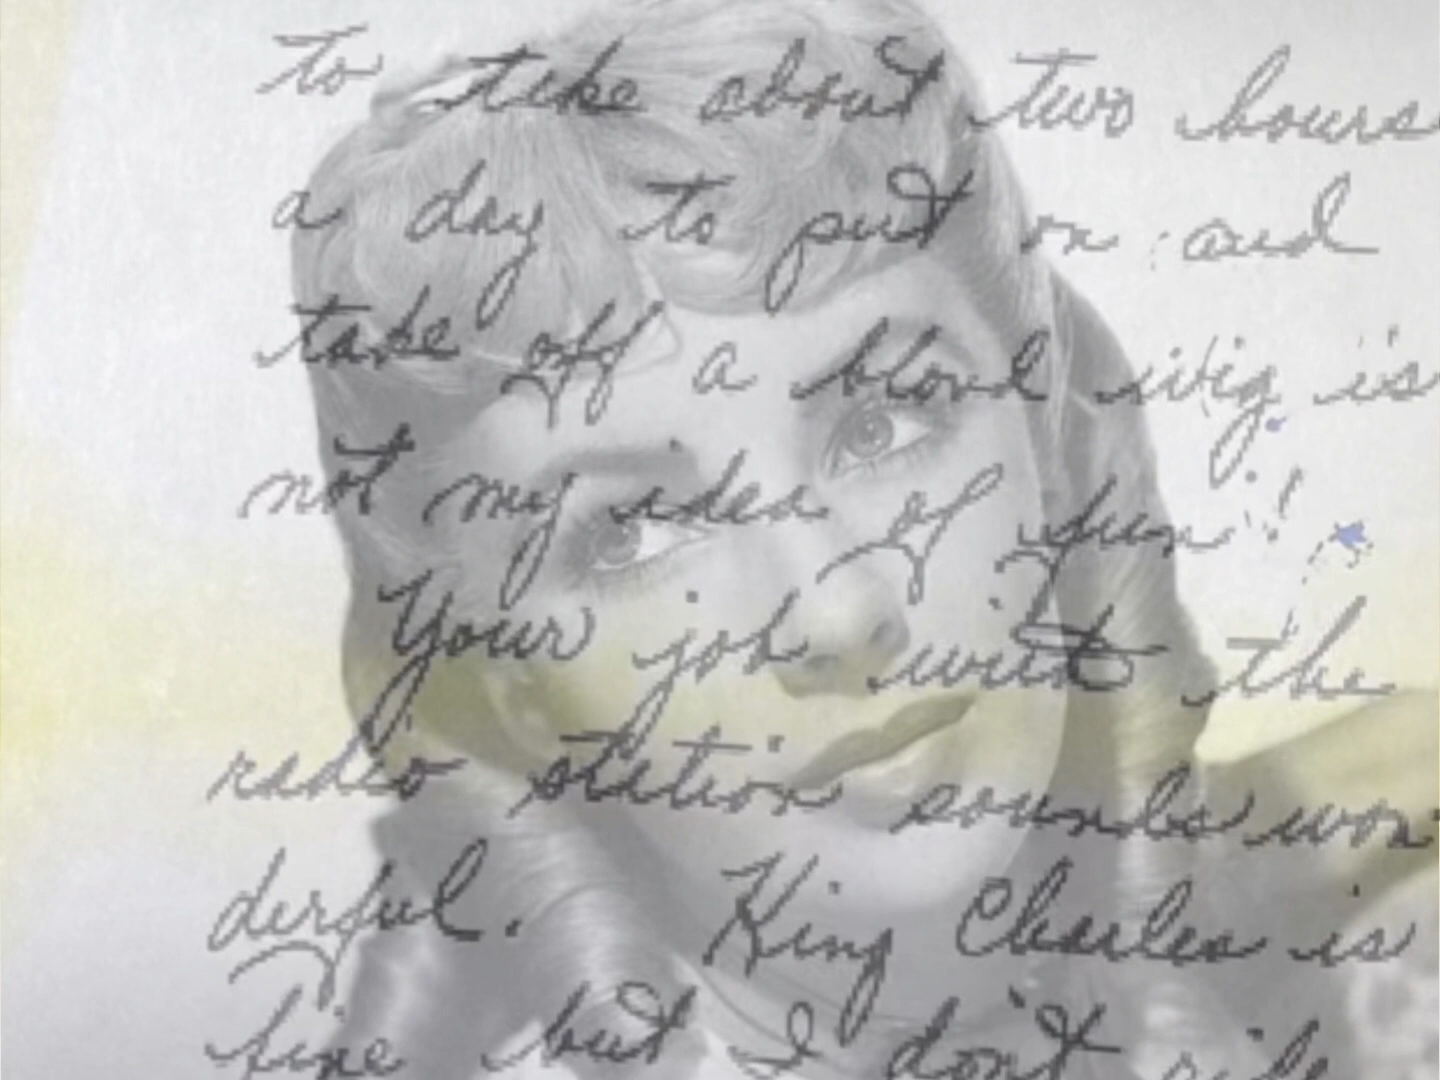 to take about two hours
a day to put on and
take off a blond wig is
not my idea of fun!
Your job with the
radio station sounds won-
derful. King Charles is
fine but I don't ride